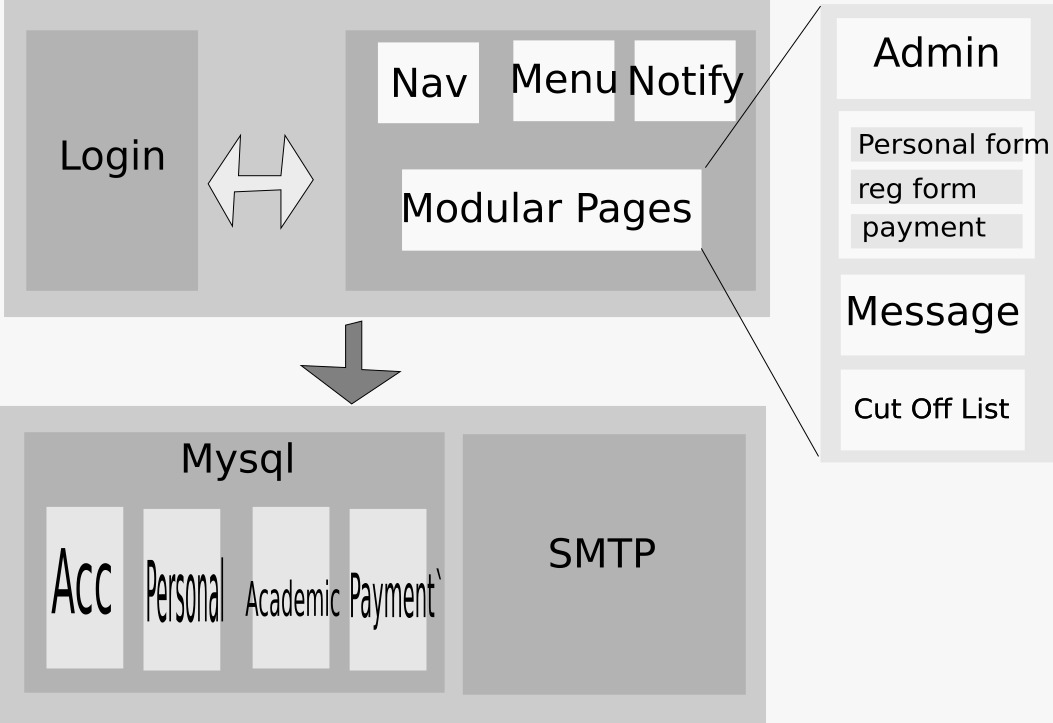 Login
Nav
Menu
Notify
Modular Pages
Admin
Personal form
reg form
payment
Message
Cut Off List
Mysql
Acc
Personal
Academic
Payment`
SMTP